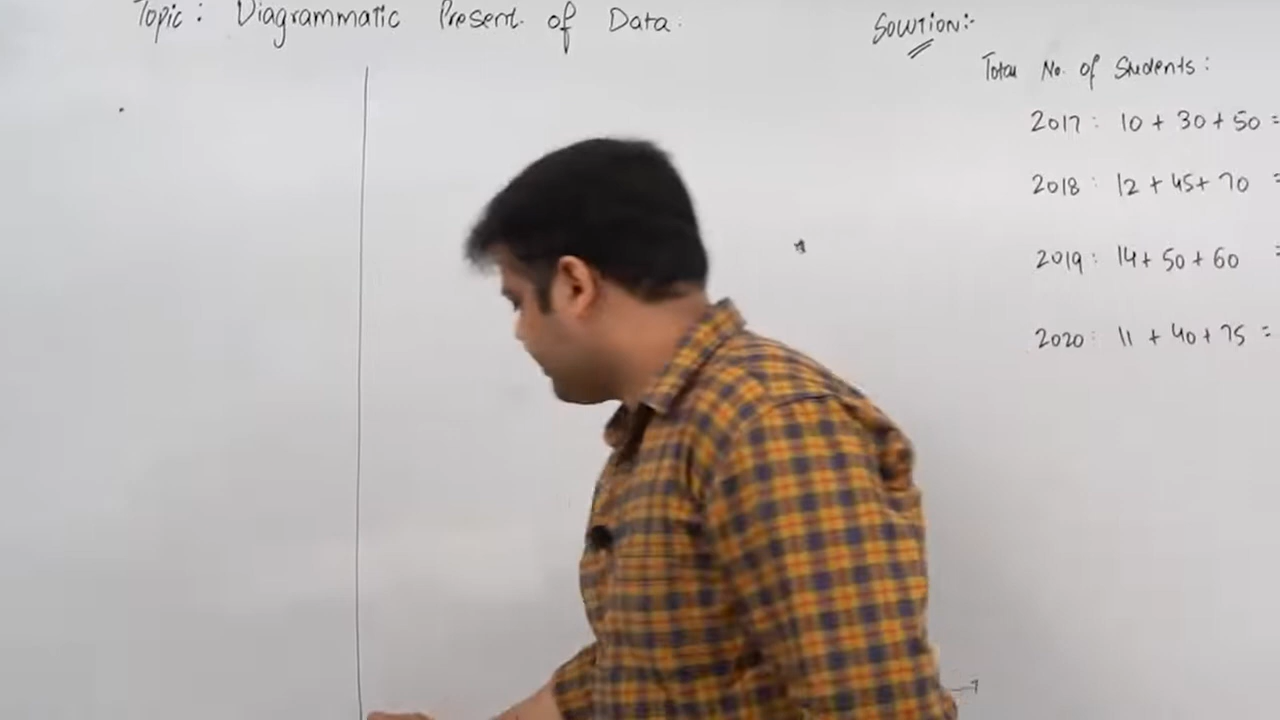 Topic: Diagrammatic Present. of Data:
Solution:-
Total No. of Students:
2017: 10 + 30 + 50 =
2018: 12 + 45 + 70 =
2019: 14 + 50 + 60 =
2020: 11 + 40 + 75 =